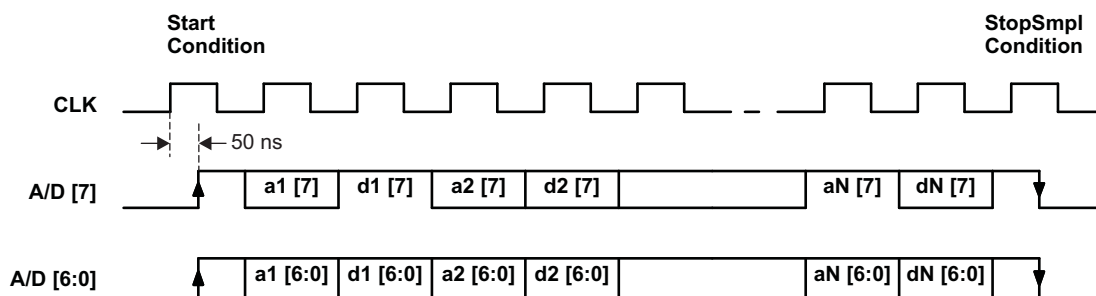 Start
Condition
StopSmpl
Condition
CLK
50 ns
A/D [7]
a1 [7] d1 [7] a2 [7] d2 [7] aN [7] dN [7]
A/D [6:0]
a1 [6:0] d1 [6:0] a2 [6:0] d2 [6:0] aN [6:0] dN [6:0]